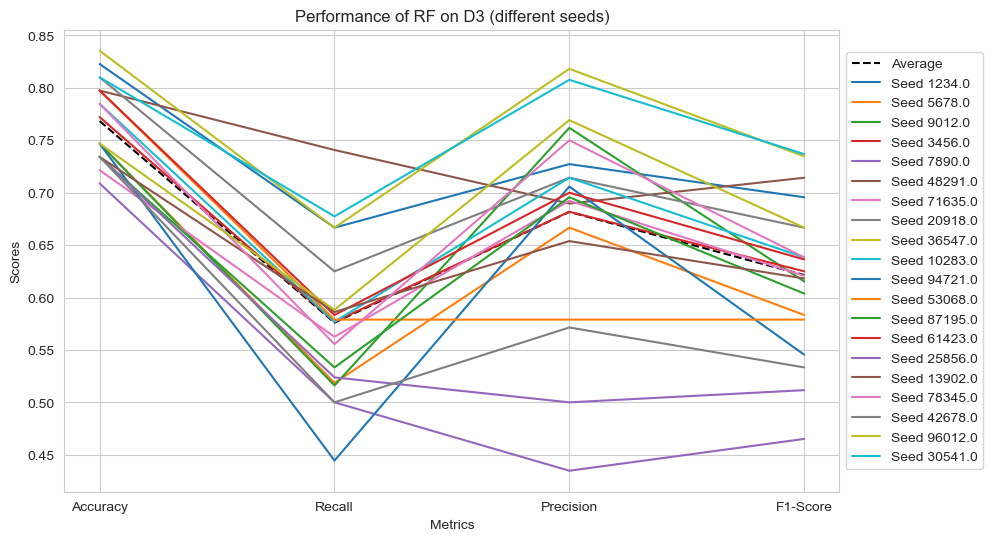 Performance of RF on D3 (different seeds)
0.85
0.80
0.75
0.70
0.65
0.60
0.55
0.50
0.45
Scores
Accuracy
Recall
Precision
F1-Score
Metrics
Average
Seed 1234.0
Seed 5678.0
Seed 9012.0
Seed 3456.0
Seed 7890.0
Seed 48291.0
Seed 71635.0
Seed 20918.0
Seed 36547.0
Seed 10283.0
Seed 94721.0
Seed 53068.0
Seed 87195.0
Seed 61423.0
Seed 25856.0
Seed 13902.0
Seed 78345.0
Seed 42678.0
Seed 96012.0
Seed 30541.0